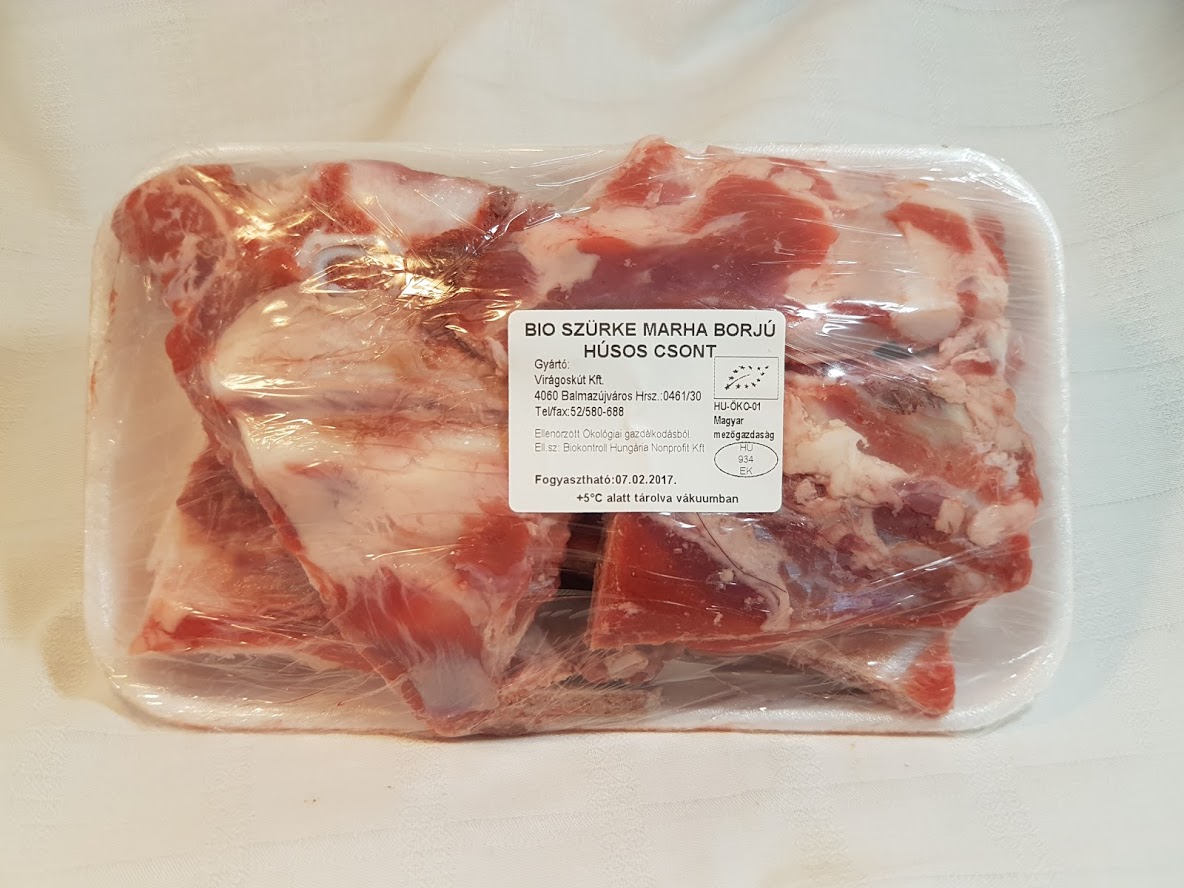 BIO SZÜRKE MARHA BORJÚ
HÚSOS CSONT
Gyártó:
Virágoskút Kft.
4060 Balmazújváros Hrsz.:0461/30
Tel/fax:52/580-688
Ellenőrzött Ökológiai gazdálkodásból
Ell.sz: Biokontroll Hungária Nonprofit Kft
HU-ÖKO-01
Magyar
mezőgazdaság
HU
934
EK
Fogyasztható:07.02.2017.
+5°C alatt tárolva vákuumban